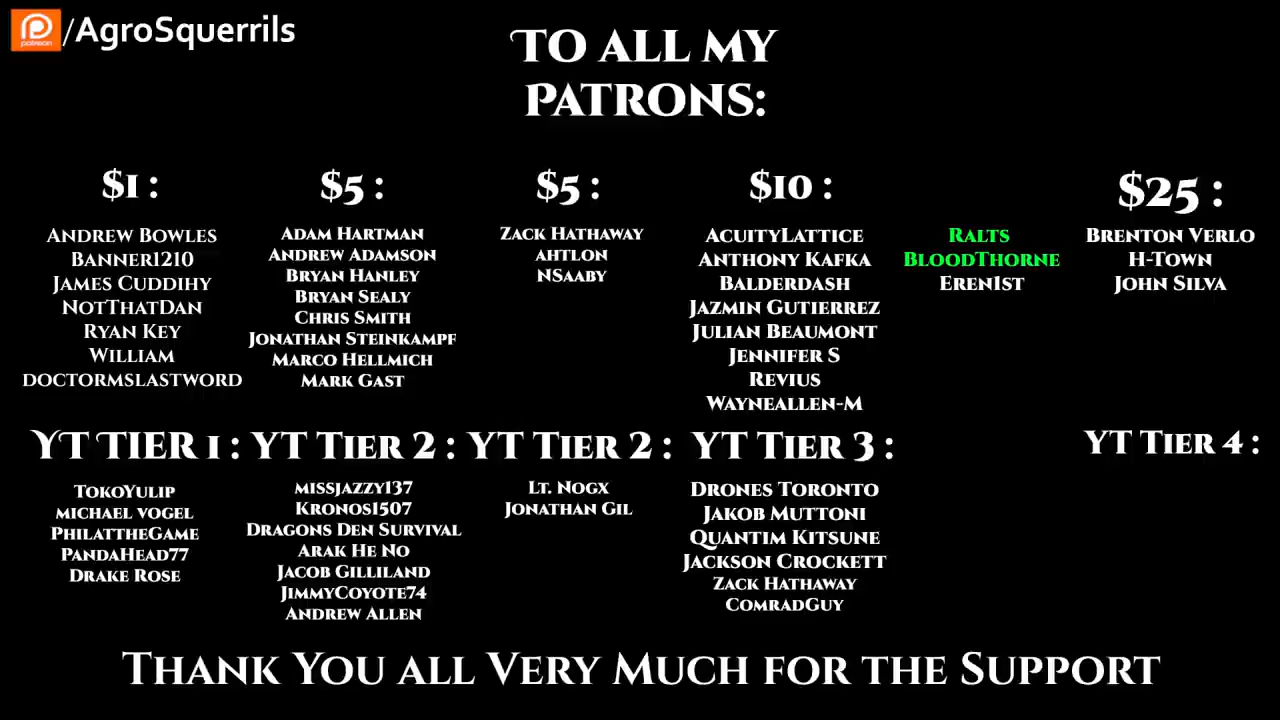 patreon
/AgroSquerrils
To all my
Patrons:
$1 :
Andrew Bowles
Banner1210
James Cuddihy
NotThatDan
Ryan Key
William
doctormslastword
$5 :
Adam Hartman
Andrew Adamson
Bryan Hanley
Bryan Sealy
Chris Smith
Jonathan Steinkampf
Marco Hellmich
Mark Gast
$5 :
Zack Hathaway
ahtlon
NSaaby
$10 :
AcuityLattice
Anthony Kafka
Balderdash
Jazmin Gutierrez
Julian Beaumont
Jennifer S
Revius
Wayneallen-M
Ralts
BloodThorne
Eren1st
$25 :
Brenton Verlo
H-Town
John Silva
YT Tier 1 :
TokoYulip
michael vogel
PhilattheGame
PandaHead77
Drake Rose
YT Tier 2 :
missjazzy137
Kronos1507
Dragons Den Survival
Arak He No
Jacob Gilliland
JimmyCoyote74
Andrew Allen
YT Tier 2 :
Lt. Nogx
Jonathan Gil
YT Tier 3 :
Drones Toronto
Jakob Muttoni
Quantim Kitsune
Jackson Crockett
Zack Hathaway
ComradGuy
YT Tier 4 :
Thank You all Very Much for the Support